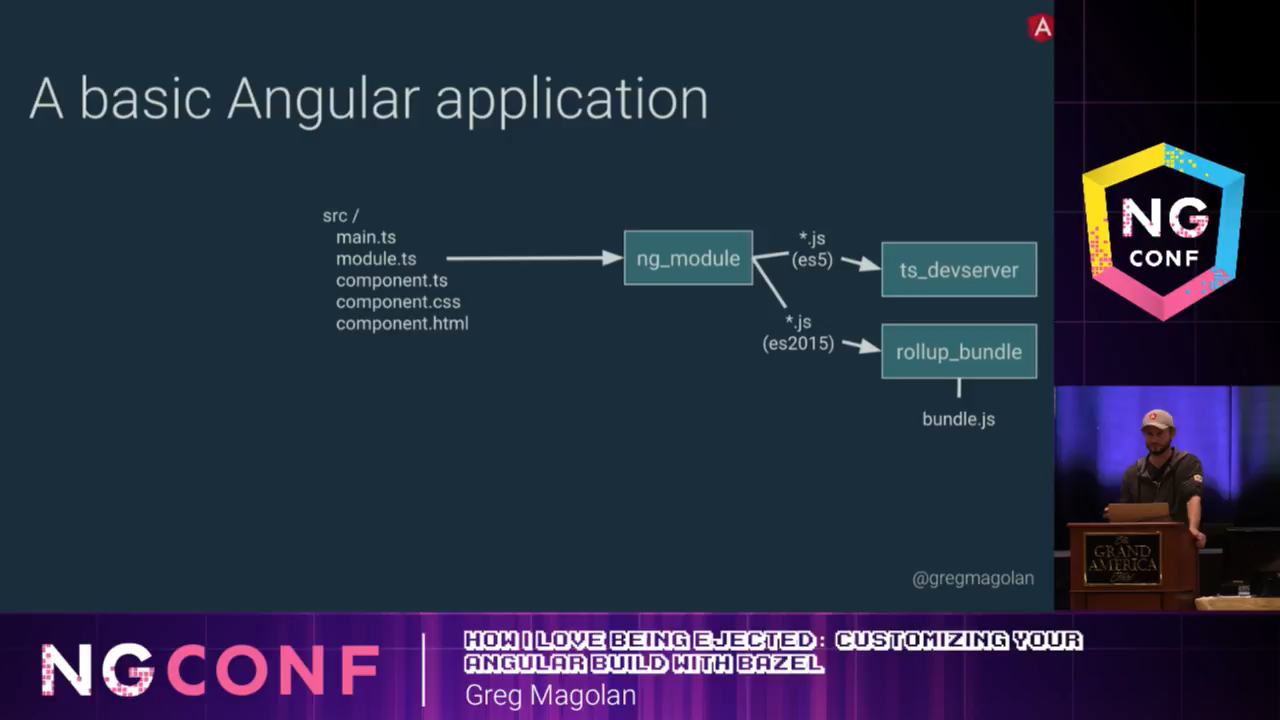 A basic Angular application
src /
main.ts
module.ts
component.ts
component.css
component.html
ng_module
*.js
(es5)
ts_devserver
*.js
(es2015)
rollup_bundle
bundle.js
@gregmagolan
A
NG
CONF
GRAND
AMERICA
NGCONF
HOW I LOVE BEING EJECTED: CUSTOMIZING YOUR
ANGULAR BUILD WITH BAZEL
Greg Magolan